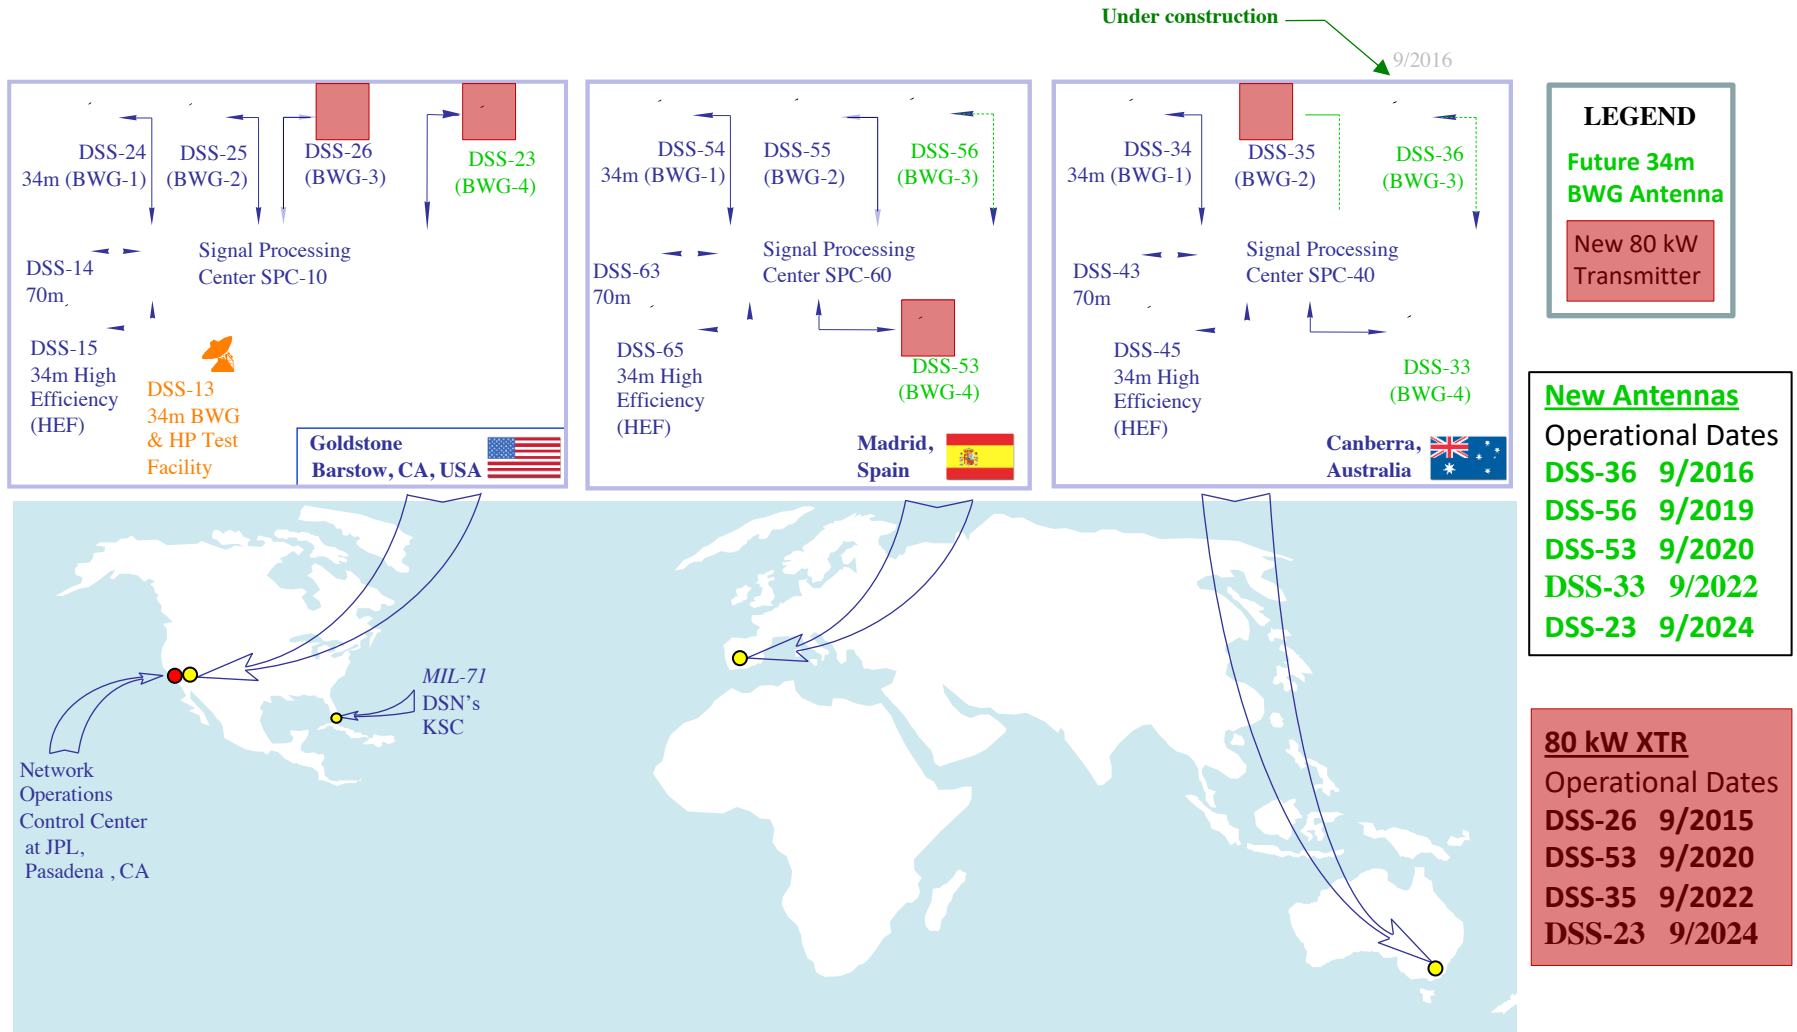 Under construction
9/2016
DSS-24
34m (BWG-1)
DSS-25
(BWG-2)
DSS-26
(BWG-3)
DSS-23
(BWG-4)
Signal Processing
Center SPC-10
DSS-14
70m
DSS-15
34m High
Efficiency
(HEF)
DSS-13
34m BWG
& HP Test
Facility
Goldstone
Barstow, CA, USA
DSS-54
34m (BWG-1)
DSS-55
(BWG-2)
DSS-56
(BWG-3)
Signal Processing
Center SPC-60
DSS-63
70m
DSS-65
34m High
Efficiency
(HEF)
DSS-53
(BWG-4)
Madrid,
Spain
DSS-34
34m (BWG-1)
DSS-35
(BWG-2)
DSS-36
(BWG-3)
Signal Processing
Center SPC-40
DSS-43
70m
DSS-45
34m High
Efficiency
(HEF)
DSS-33
(BWG-4)
Canberra,
Australia
LEGEND
Future 34m
BWG Antenna
New 80 kW
Transmitter
New Antennas
Operational Dates
DSS-36 9/2016
DSS-56 9/2019
DSS-53 9/2020
DSS-33 9/2022
DSS-23 9/2024
80 kW XTR
Operational Dates
DSS-26 9/2015
DSS-53 9/2020
DSS-35 9/2022
DSS-23 9/2024
MIL-71
DSN's
KSC
Network
Operations
Control Center
at JPL,
Pasadena , CA